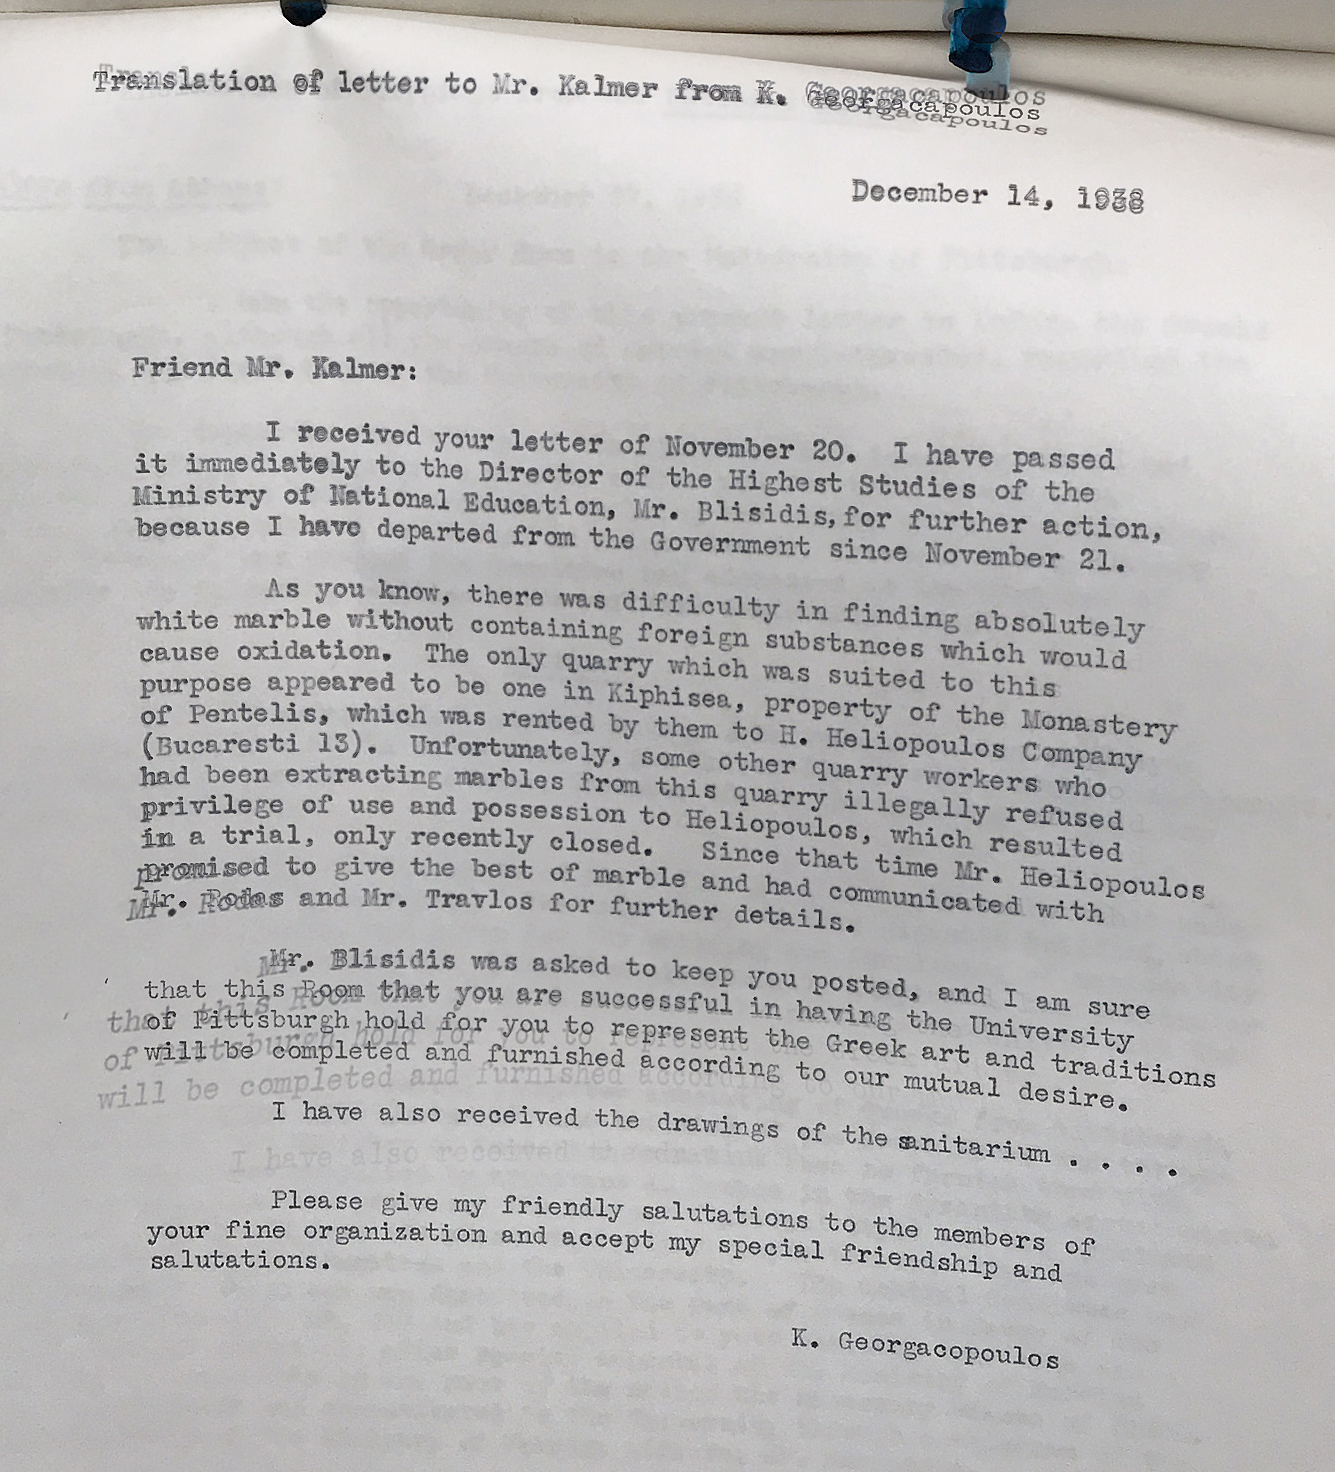 Translation of letter to Mr. Kalmer from K. Georgacapoulos
December 14, 1938
Friend Mr. Kalmer:
I received your letter of November 20. I have passed
it immediately to the Director of the Highest Studies of the
Ministry of National Education, Mr. Blisidis, for further action,
because I have departed from the Government since November 21.
As you know, there was difficulty in finding absolutely
white marble without containing foreign substances which would
cause oxidation. The only quarry which was suited to this
purpose appeared to be one in Kiphisea, property of the Monastery
of Pentelis, which was rented by them to H. Heliopoulos Company
(Bucaresti 13). Unfortunately, some other quarry workers who
had been extracting marbles from this quarry illegally refused
privilege of use and possession to Heliopoulos, which resulted
in a trial, only recently closed. Since that time Mr. Heliopoulos
promised to give the best of marble and had communicated with
Mr. Rodas and Mr. Travlos for further details.
Mr. Blisidis was asked to keep you posted, and I am sure
that this Room that you are successful in having the University
of Pittsburgh hold for you to represent the Greek art and traditions
will be completed and furnished according to our mutual desire.
I have also received the drawings of the sanitarium . . . .
Please give my friendly salutations to the members of
your fine organization and accept my special friendship and
salutations.
K. Georgacopoulos